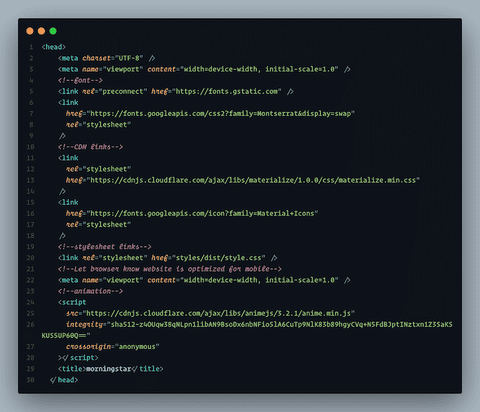 1 <head>
2 <meta charset="UTF-8" />
3 <meta name="viewport" content="width=device-width, initial-scale=1.0" />
4 <!--font-->
5 <link rel="preconnect" href="https://fonts.gstatic.com" />
6 <link
7 href="https://fonts.googleapis.com/css2?family=Montserrat&display=swap"
8 rel="stylesheet"
9 />
10 <!--CDN links-->
11 <link
12 rel="stylesheet"
13 href="https://cdnjs.cloudflare.com/ajax/libs/materialize/1.0.0/css/materialize.min.css"
14 />
15 <link
16 href="https://fonts.googleapis.com/icon?family=Material+Icons"
17 rel="stylesheet"
18 />
19 <!--stylesheet links-->
20 <link rel="stylesheet" href="styles/dist/style.css" />
21 <!--Let browser know website is optimized for mobile-->
22 <meta name="viewport" content="width=device-width, initial-scale=1.0" />
23 <!--animation-->
24 <script
25 src="https://cdnjs.cloudflare.com/ajax/libs/animejs/3.2.1/anime.min.js"
26 integrity="sha512-z4OUqw38qNLpn1libAN9BsoDx6nbNFio5lA6CuTp9NlK83b89hgyCVq+N5FdBJptINztxn1Z3SaKS
KUS5UP60Q=="
27 crossorigin="anonymous"
28 ></script>
29 <title>morningstar</title>
30 </head>